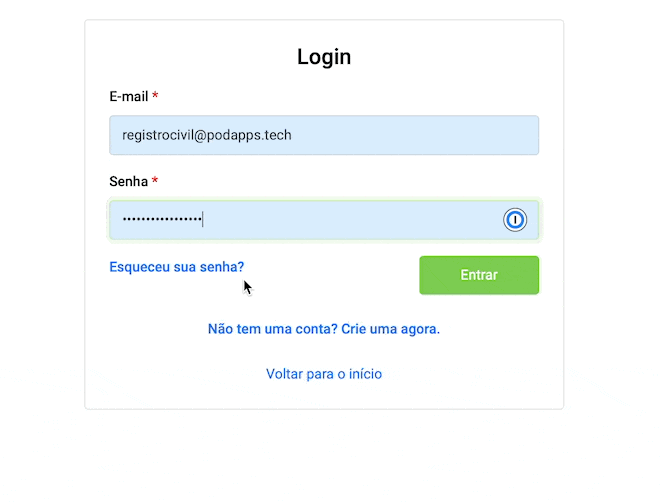 Login
E-mail *
registrocivil@podapps.tech
Senha *
•••••••••••••••••
Esqueceu sua senha?
Entrar
Não tem uma conta? Crie uma agora.
Voltar para o início